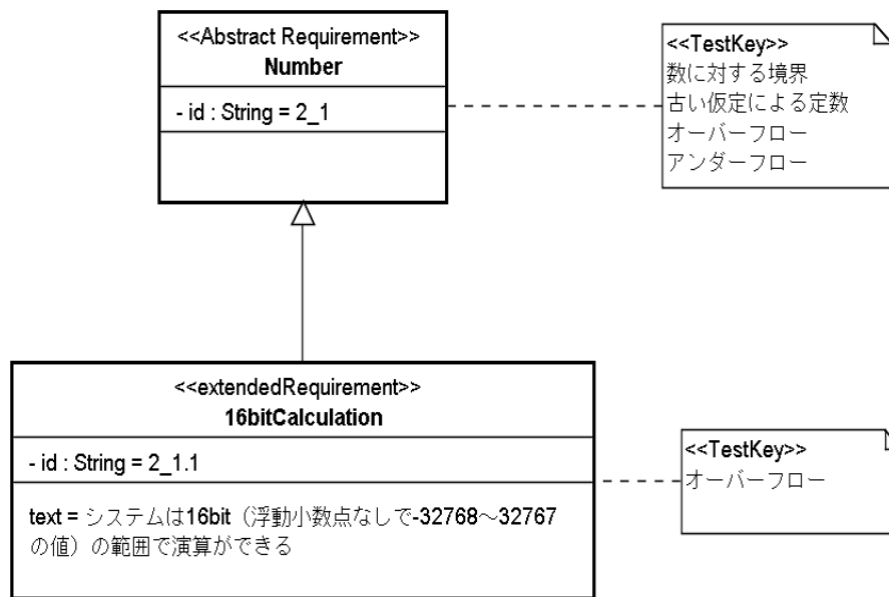 <<Abstract Requirement>>
Number
- id : String = 2_1
<<TestKey>>
数に対する境界
古い仮定による定数
オーバーフロー
アンダーフロー
<<extendedRequirement>>
16bitCalculation
- id : String = 2_1.1
text = システムは16bit（浮動小数点なしで-32768～32767
の値）の範囲で演算ができる
<<TestKey>>
オーバーフロー